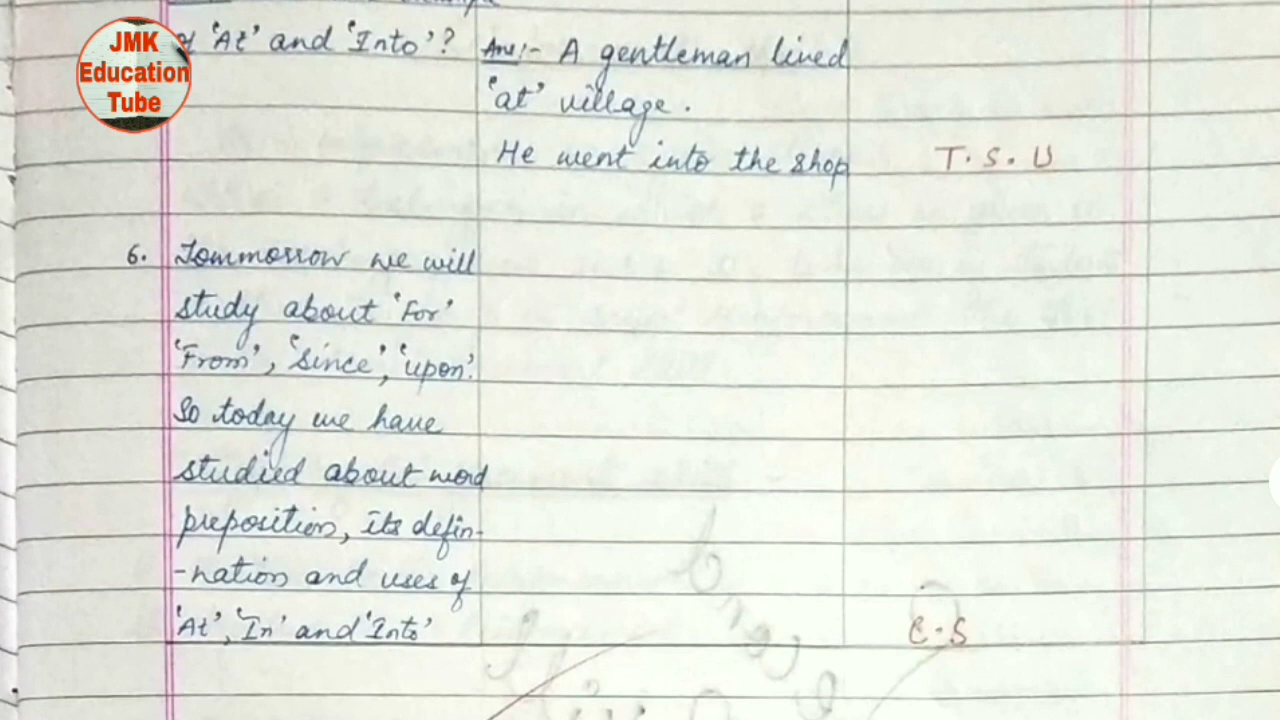 JMK
Education
Tube
of 'At' and 'Into'?
Ans:- A gentleman lived
'at' village.
He went into the shop
T.S.U
6. Tommorrow we will
study about 'For'
'From', 'Since', 'upon'.
So today we have
studied about word
preposition, its defin-
-nation and uses of
'At', 'In' and 'Into'
C.S